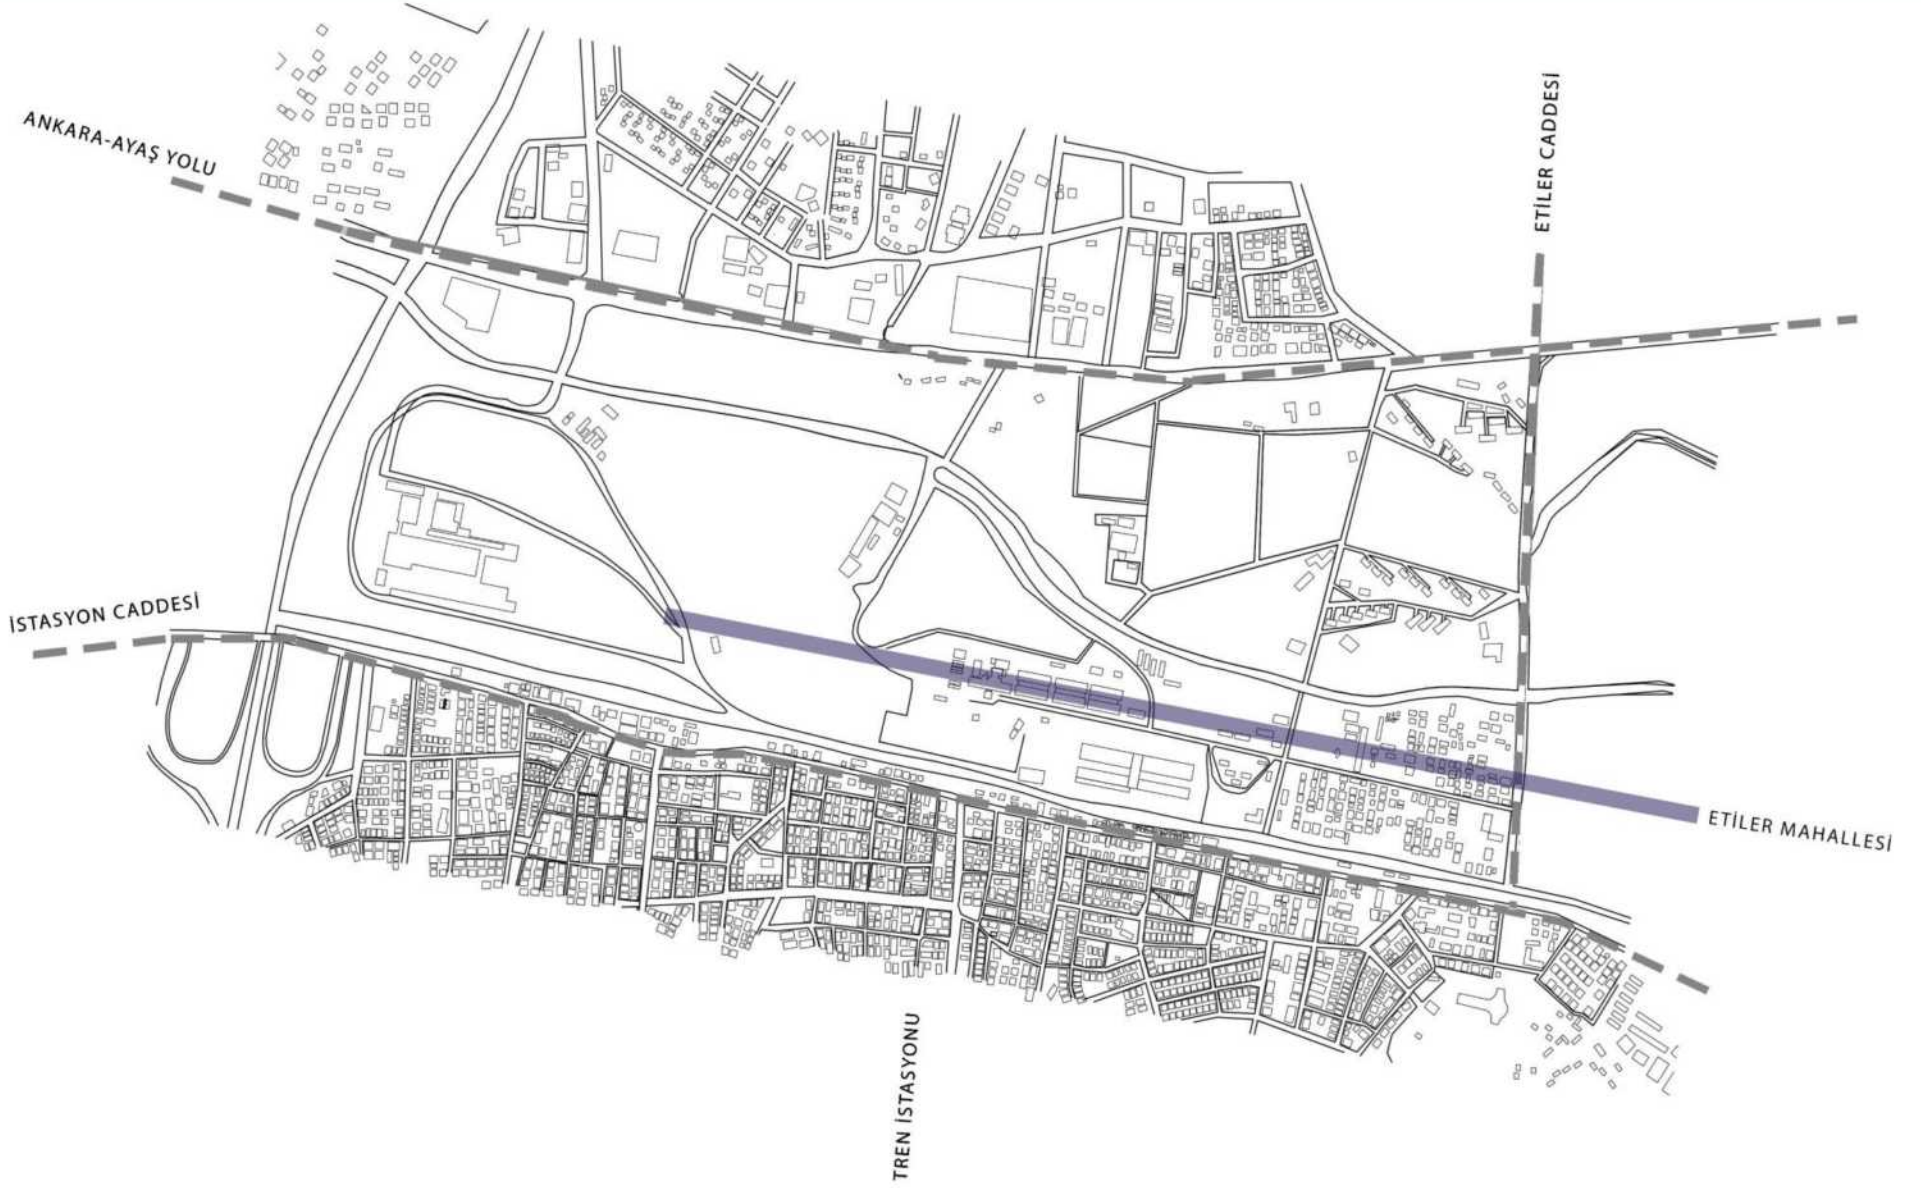 ETİLER CADDESİ
ANKARA-AYAŞ YOLU
İSTASYON CADDESİ
ETİLER MAHALLESİ
TREN İSTASYONU